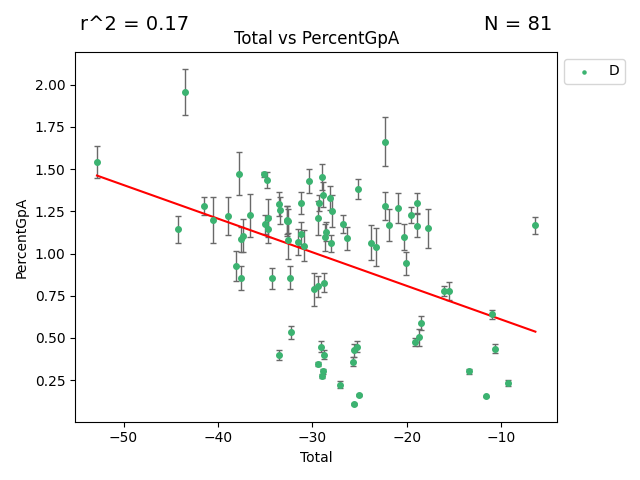 r^2 = 0.17
N = 81
Total vs PercentGpA
D
PercentGpA
2.00
1.75
1.50
1.25
1.00
0.75
0.50
0.25
−50
−40
−30
−20
−10
Total